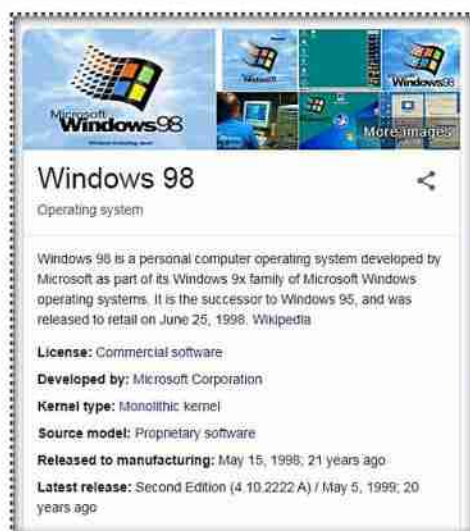 Microsoft
Windows98
More images
Windows 98
Operating system
Windows 98 is a personal computer operating system developed by
Microsoft as part of its Windows 9x family of Microsoft Windows
operating systems. It is the successor to Windows 95, and was
released to retail on June 25, 1998. Wikipedia
License: Commercial software
Developed by: Microsoft Corporation
Kernel type: Monolithic kernel
Source model: Proprietary software
Released to manufacturing: May 15, 1998; 21 years ago
Latest release: Second Edition (4.10.2222 A) / May 5, 1999; 20
years ago